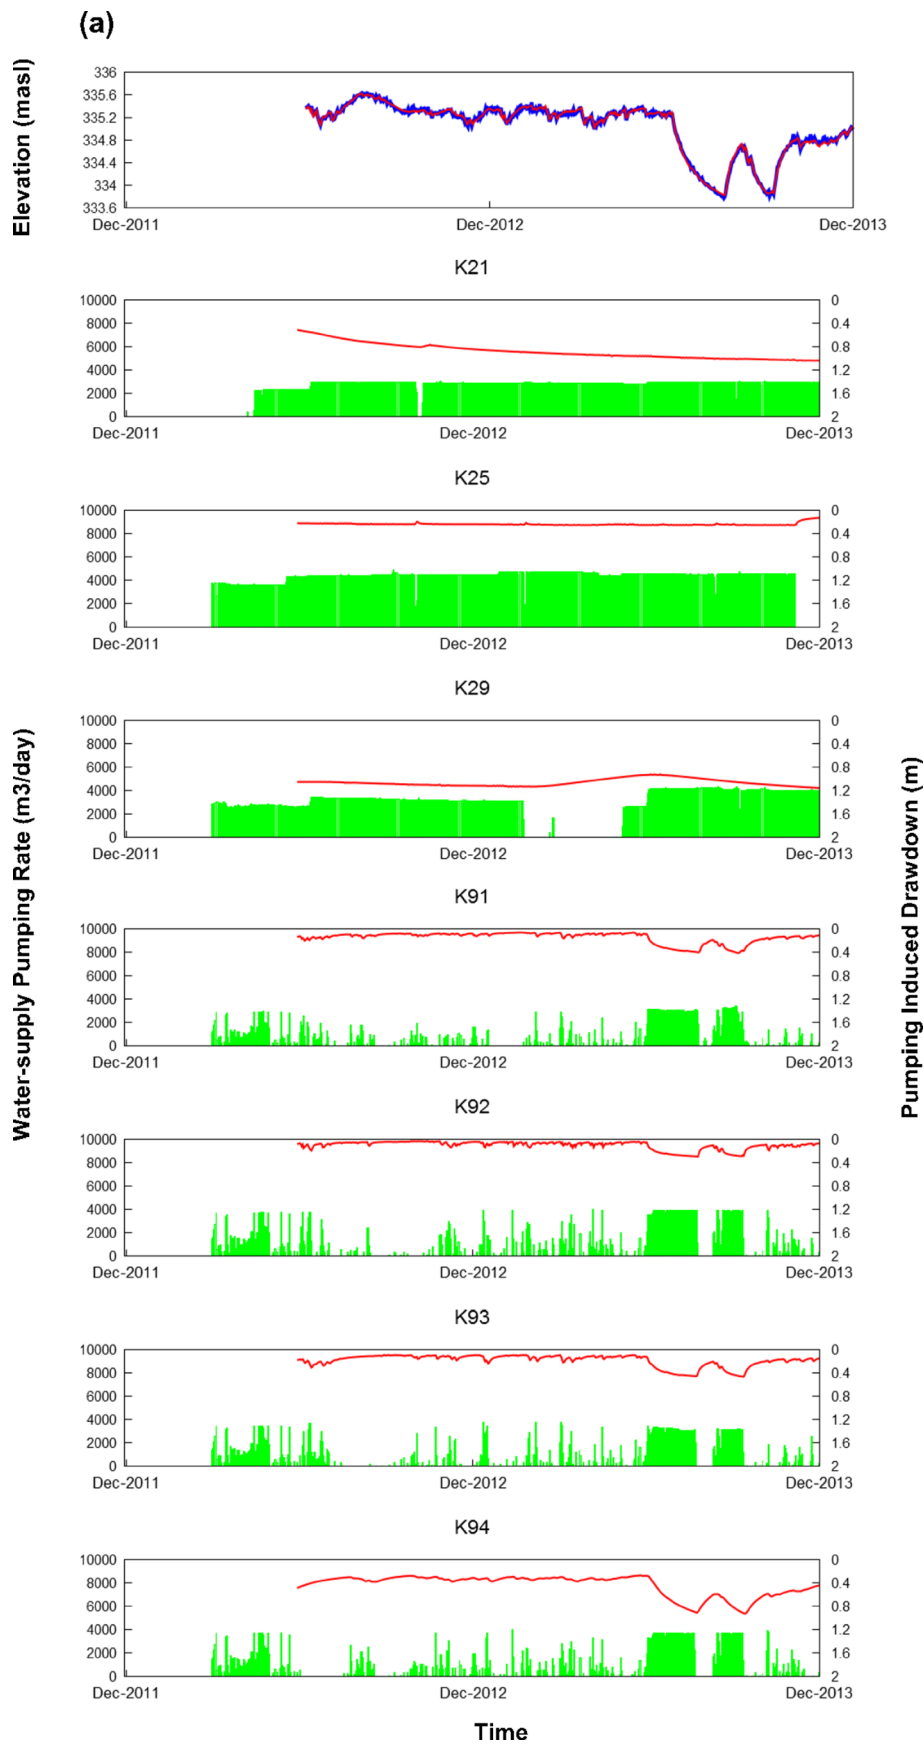 (a)
Elevation (masl)
336
335.6
335.2
334.8
334.4
334
333.6
Dec-2011 Dec-2012 Dec-2013
K21
10000 0
8000 0.4
6000 0.8
4000 1.2
2000 1.6
0 2
Dec-2011 Dec-2012 Dec-2013
K25
10000 0
8000 0.4
6000 0.8
4000 1.2
2000 1.6
0 2
Dec-2011 Dec-2012 Dec-2013
K29
10000 0
8000 0.4
6000 0.8
4000 1.2
2000 1.6
0 2
Dec-2011 Dec-2012 Dec-2013
Water-supply Pumping Rate (m3/day)
Pumping Induced Drawdown (m)
K91
10000 0
8000 0.4
6000 0.8
4000 1.2
2000 1.6
0 2
Dec-2011 Dec-2012 Dec-2013
K92
10000 0
8000 0.4
6000 0.8
4000 1.2
2000 1.6
0 2
Dec-2011 Dec-2012 Dec-2013
K93
10000 0
8000 0.4
6000 0.8
4000 1.2
2000 1.6
0 2
Dec-2011 Dec-2012 Dec-2013
K94
10000 0
8000 0.4
6000 0.8
4000 1.2
2000 1.6
0 2
Dec-2011 Dec-2012 Dec-2013
Time